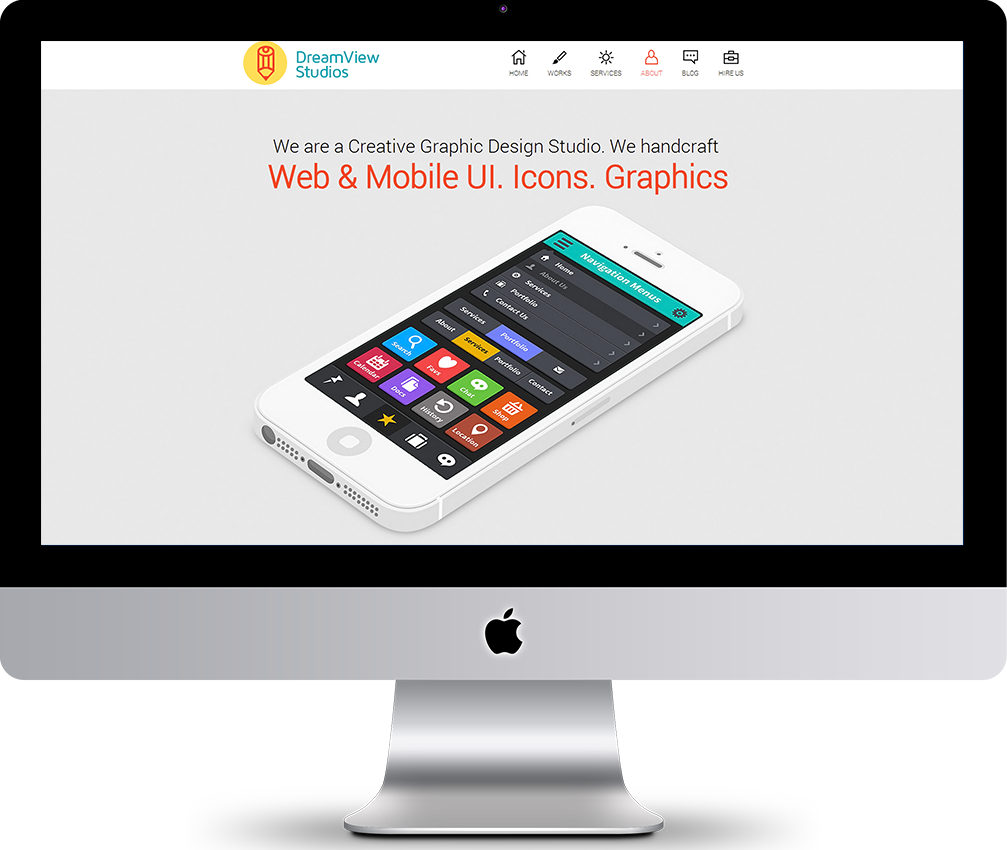 DreamView
Studios
HOME
WORKS
SERVICES
ABOUT
BLOG
HIRE US
We are a Creative Graphic Design Studio. We handcraft
Web & Mobile UI. Icons. Graphics
Navigation Menus
Home
About Us
Services
Portfolio
Contact Us
Services
Portfolio
About
Services
Portfolio
Contact
Search
Favs
Chat
Shop
Calendar
Docs
History
Location